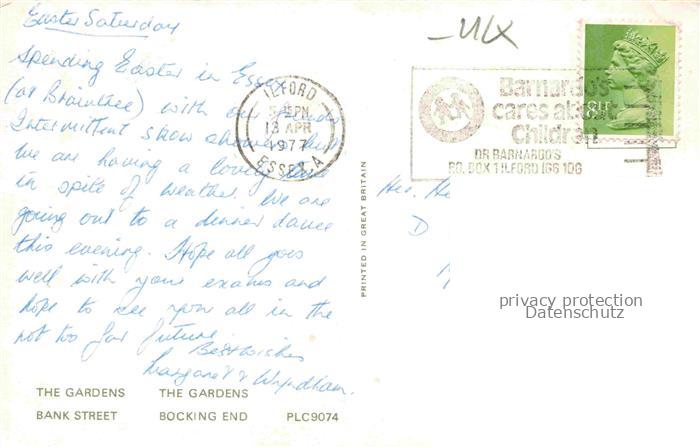 Easter Saturday
Spending Easter in Essex
(at Braintree) with our
Intermittent snow showers but
we are having a lovely time
in spite of weather. We are
going out to a dinner dance
this evening. Hope all goes
well with your exams and
hope to see you all in the
not too far future.
Best wishes
Margaret & Wyndham.
THE GARDENS THE GARDENS
BANK STREET BOCKING END PLC9074
PRINTED IN GREAT BRITAIN
ILFORD
13 APR
1977
ESSEX A
Barnardo's
cares about
Children
DR BARNARDO'S
PO. BOX 1 ILFORD IG6 1QG
Her. He
D
privacy protection
Datenschutz